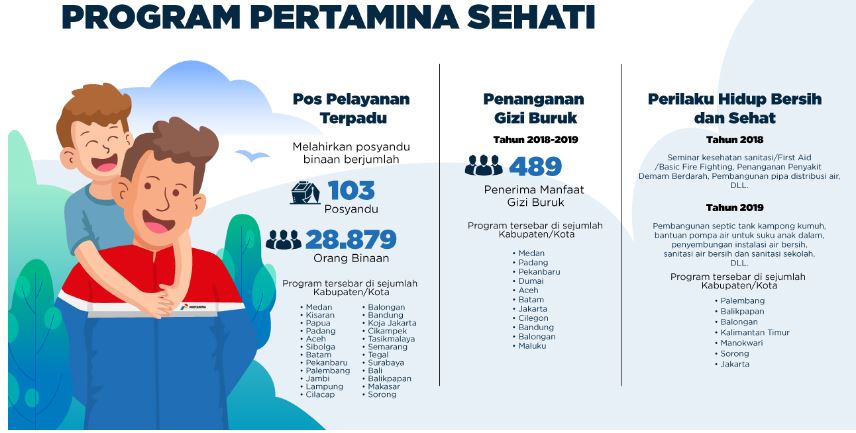 PROGRAM PERTAMINA SEHATI
Pos Pelayanan
Terpadu
Melahirkan posyandu
binaan berjumlah
103
Posyandu
28.879
Orang Binaan
Program tersebar di sejumlah
Kabupaten/Kota
• Medan
• Kisaran
• Papua
• Padang
• Aceh
• Sibolga
• Batam
• Pekanbaru
• Palembang
• Jambi
• Lampung
• Cilacap
• Balongan
• Bandung
• Koja Jakarta
• Cikampek
• Tasikmalaya
• Semarang
• Tegal
• Surabaya
• Bali
• Balikpapan
• Makasar
• Sorong
Penanganan
Gizi Buruk
Tahun 2018-2019
489
Penerima Manfaat
Gizi Buruk
Program tersebar di sejumlah
Kabupaten/Kota
• Medan
• Padang
• Pekanbaru
• Dumai
• Aceh
• Batam
• Jakarta
• Cilegon
• Bandung
• Balongan
• Maluku
Perilaku Hidup Bersih
dan Sehat
Tahun 2018
Seminar kesehatan sanitasi/First Aid
/Basic Fire Fighting, Penanganan Penyakit
Demam Berdarah, Pembangunan pipa distribusi air,
DLL.
Tahun 2019
Pembangunan septic tank kampong kumuh,
bantuan pompa air untuk suku anak dalam,
penyembungan instalasi air bersih,
sanitasi air bersih dan sanitasi sekolah,
DLL.
Program tersebar di sejumlah
Kabupaten/Kota
• Palembang
• Balikpapan
• Balongan
• Kalimantan Timur
• Manokwari
• Sorong
• Jakarta
PERTAMINA